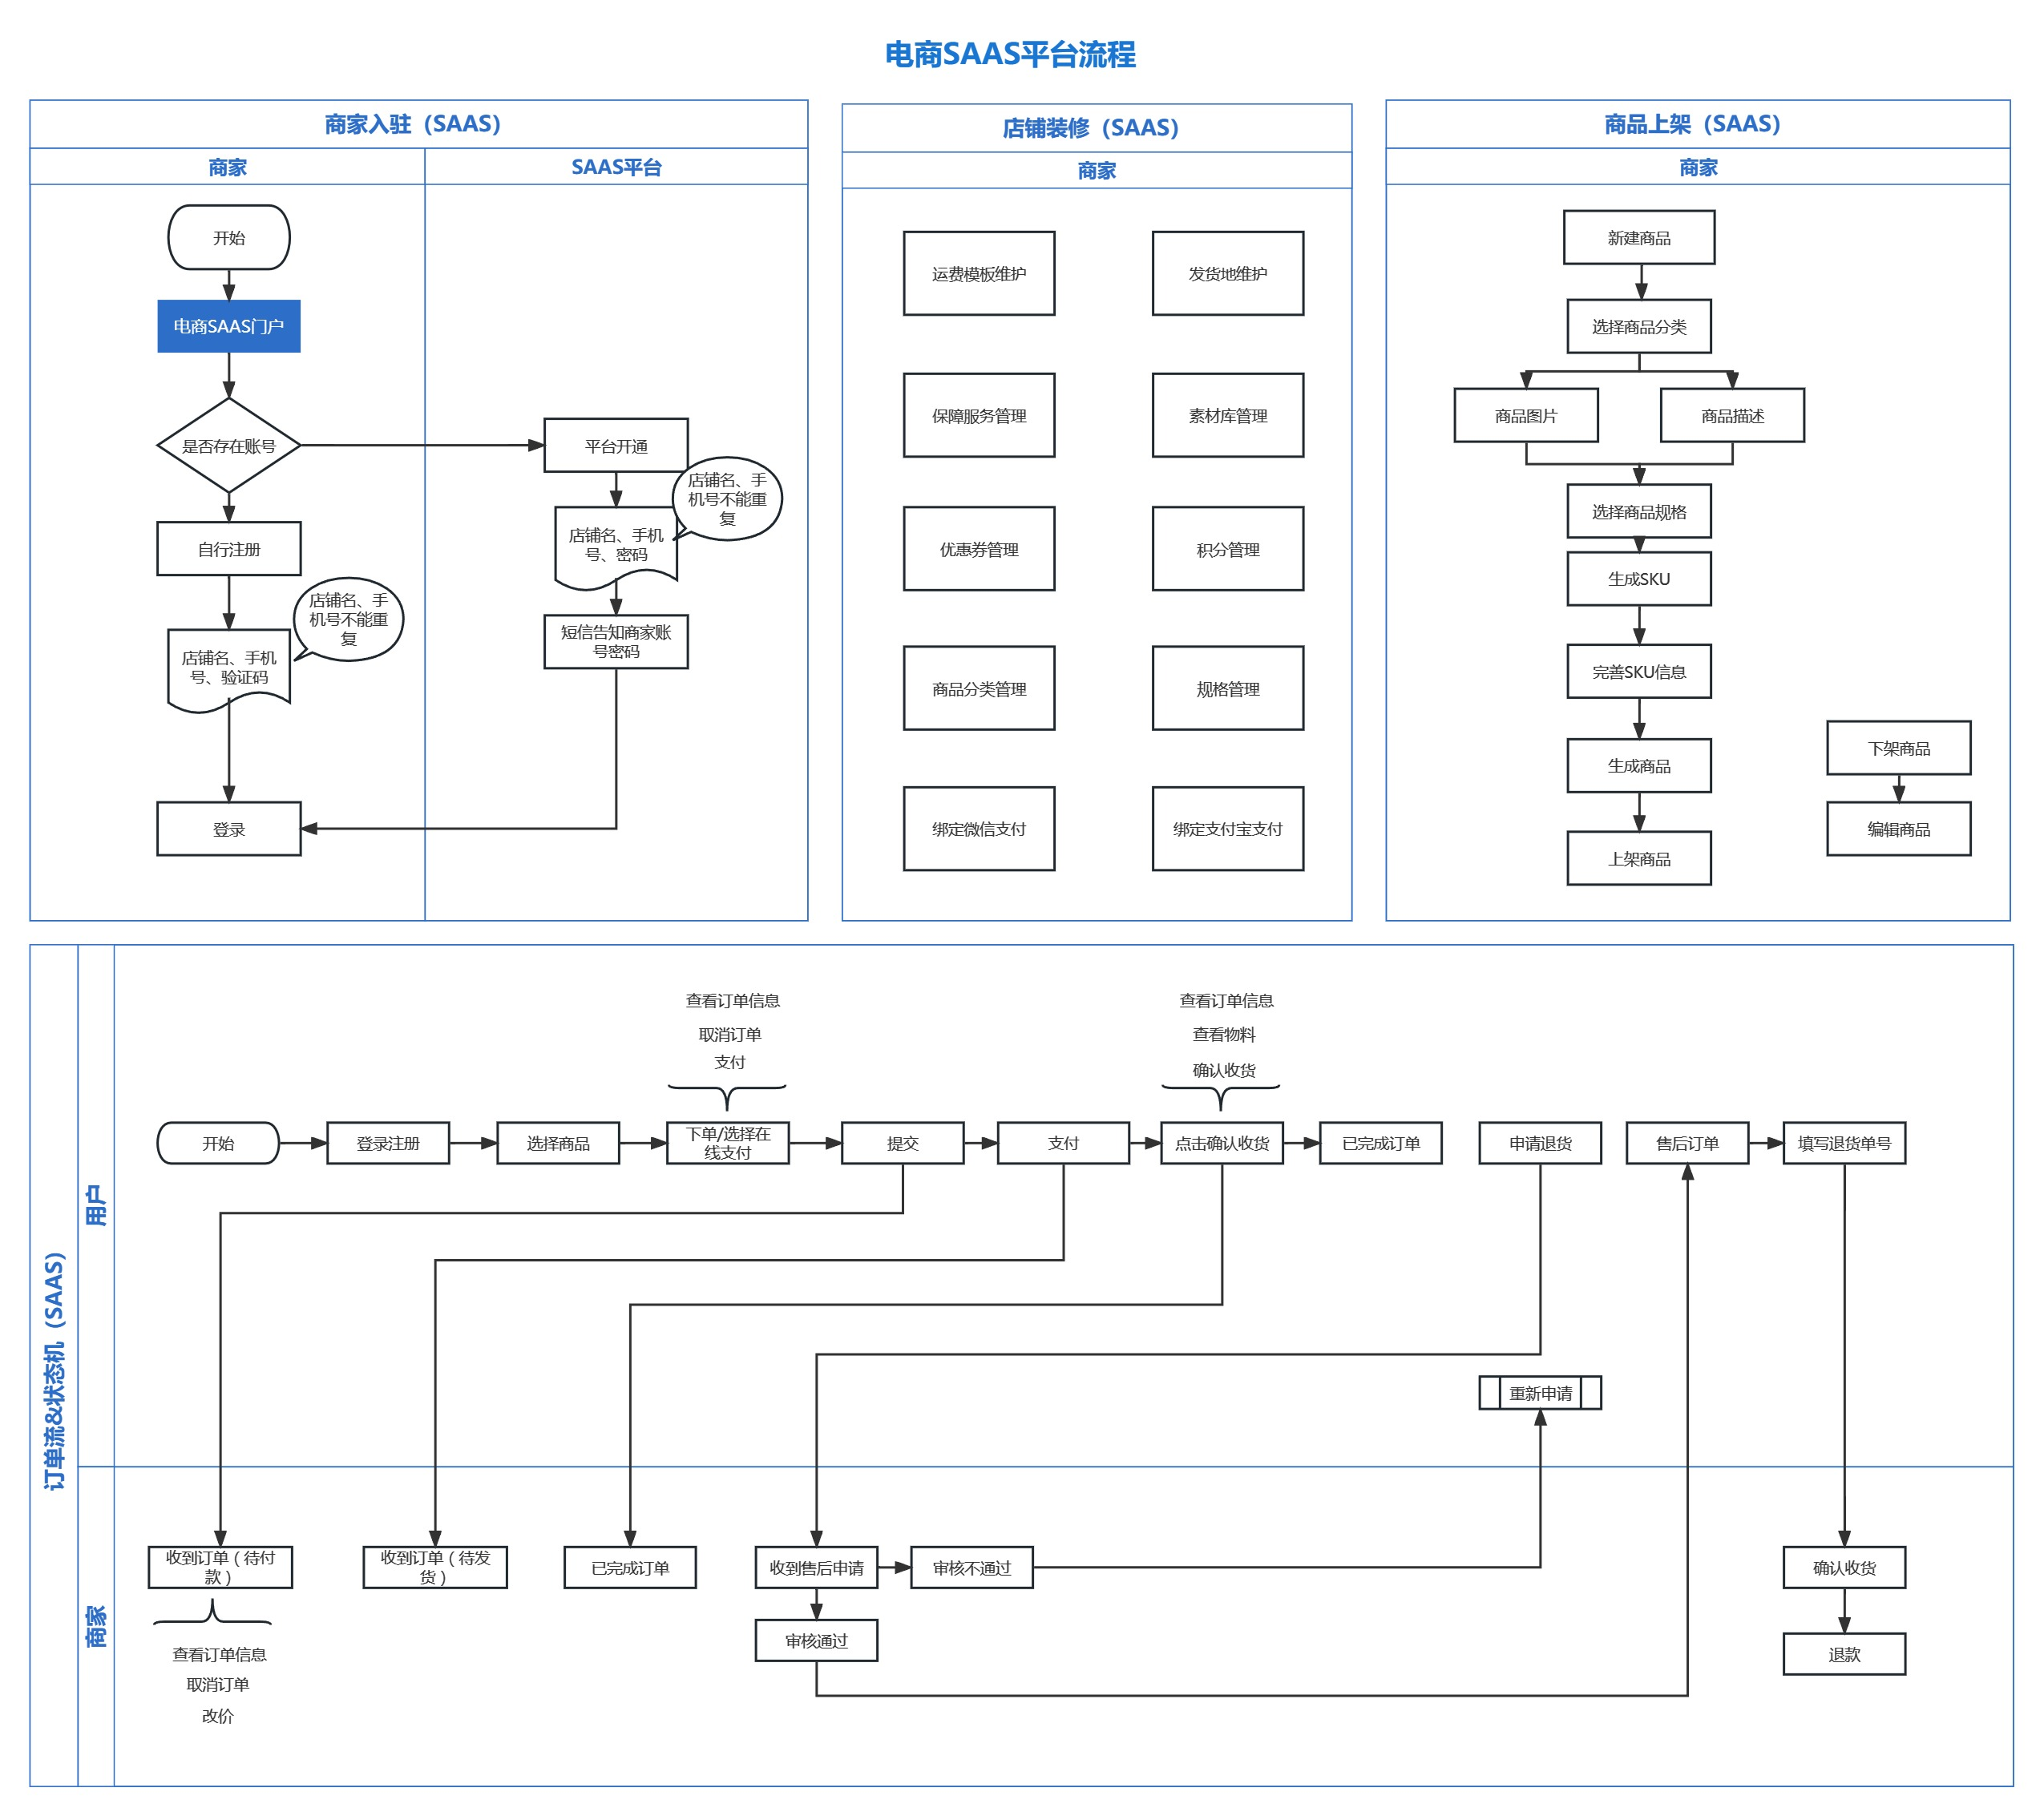 电商SAAS平台流程
商家入驻（SAAS）
商家
SAAS平台
开始
电商SAAS门户
是否存在账号
自行注册
店铺名、手
机号不能重
复
店铺名、手机
号、验证码
登录
平台开通
店铺名、手
机号不能重
复
店铺名、手机
号、密码
短信告知商家账
号密码
店铺装修（SAAS）
商家
运费模板维护
发货地维护
保障服务管理
素材库管理
优惠券管理
积分管理
商品分类管理
规格管理
绑定微信支付
绑定支付宝支付
商品上架（SAAS）
商家
新建商品
选择商品分类
商品图片
商品描述
选择商品规格
生成SKU
完善SKU信息
生成商品
上架商品
下架商品
编辑商品
订单流&状态机（SAAS）
用户
查看订单信息
取消订单
支付
查看订单信息
查看物料
确认收货
开始
登录注册
选择商品
下单/选择在
线支付
提交
支付
点击确认收货
已完成订单
申请退货
售后订单
填写退货单号
重新申请
商家
收到订单（待付
款）
收到订单（待发
货）
已完成订单
收到售后申请
审核不通过
确认收货
审核通过
退款
查看订单信息
取消订单
改价